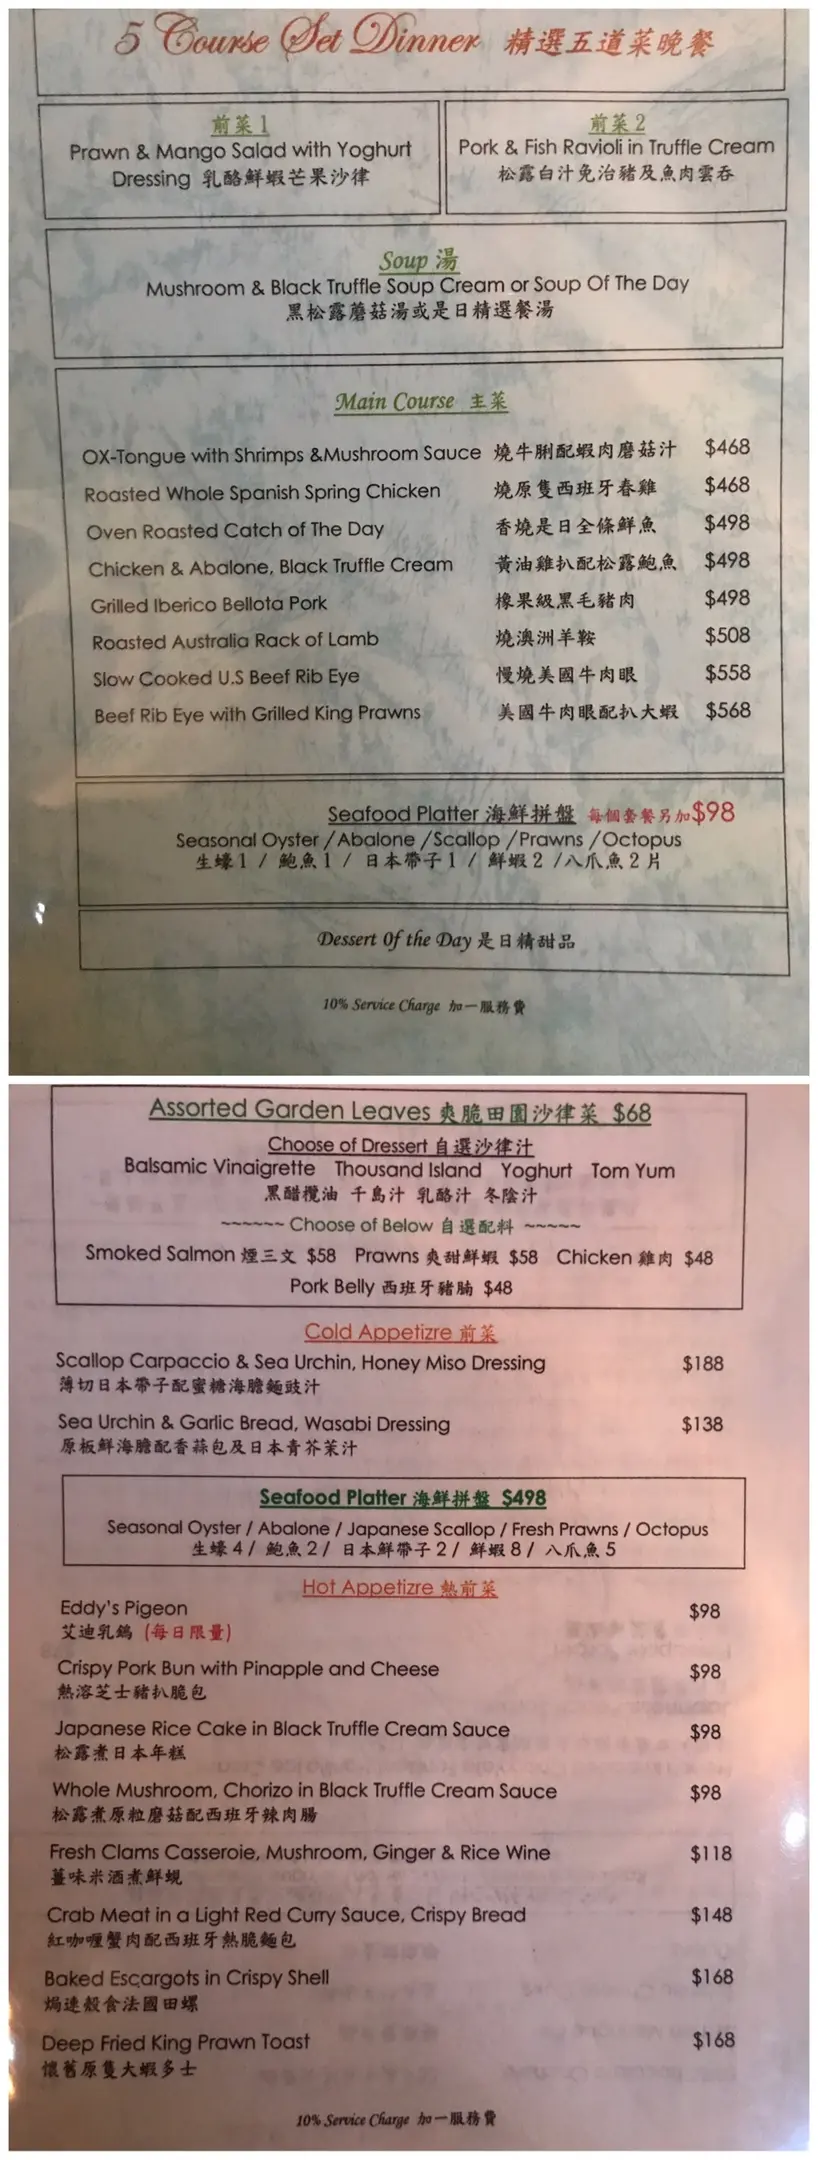 5 Course Set Dinner 精選五道菜晚餐
前菜1
Prawn & Mango Salad with Yoghurt
Dressing 乳酪鮮蝦芒果沙律
前菜2
Pork & Fish Ravioli in Truffle Cream
松露白汁免治豬及魚肉雲吞
Soup 湯
Mushroom & Black Truffle Soup Cream or Soup Of The Day
黑松露蘑菇湯或是日精選餐湯
Main Course 主菜
OX-Tongue with Shrimps &Mushroom Sauce 燒牛脷配蝦肉蘑菇汁 $468
Roasted Whole Spanish Spring Chicken 燒原隻西班牙春雞 $468
Oven Roasted Catch of The Day 香燒是日全條鮮魚 $498
Chicken & Abalone, Black Truffle Cream 黃油雞扒配松露鮑魚 $498
Grilled Iberico Bellota Pork 橡果級黑毛豬肉 $498
Roasted Australia Rack of Lamb 燒澳洲羊鞍 $508
Slow Cooked U.S Beef Rib Eye 慢燒美國牛肉眼 $558
Beef Rib Eye with Grilled King Prawns 美國牛肉眼配扒大蝦 $568
Seafood Platter 海鮮拼盤 每個套餐另加$98
Seasonal Oyster /Abalone /Scallop /Prawns /Octopus
生蠔1 / 鮑魚1 / 日本帶子1 / 鮮蝦2 /八爪魚2片
Dessert Of the Day 是日精甜品
10% Service Charge 加一服務費
Assorted Garden Leaves 爽脆田園沙律菜 $68
Choose of Dressert 自選沙律汁
Balsamic Vinaigrette Thousand Island Yoghurt Tom Yum
黑醋欖油 千島汁 乳酪汁 冬陰汁
~~~~~~ Choose of Below 自選配料 ~~~~~
Smoked Salmon 煙三文 $58 Prawns 爽甜鮮蝦 $58 Chicken 雞肉 $48
Pork Belly 西班牙豬腩 $48
Cold Appetizre 前菜
Scallop Carpaccio & Sea Urchin, Honey Miso Dressing $188
薄切日本帶子配蜜糖海膽麵豉汁
Sea Urchin & Garlic Bread, Wasabi Dressing $138
原板鮮海膽配香蒜包及日本青芥茉汁
Seafood Platter 海鮮拼盤 $498
Seasonal Oyster / Abalone / Japanese Scallop / Fresh Prawns / Octopus
生蠔4/ 鮑魚2/ 日本鮮帶子2/ 鮮蝦8/ 八爪魚5
Hot Appetizre 熱前菜
Eddy's Pigeon $98
艾迪乳鴿 (每日限量)
Crispy Pork Bun with Pinapple and Cheese $98
熱溶芝士豬扒脆包
Japanese Rice Cake in Black Truffle Cream Sauce $98
松露煮日本年糕
Whole Mushroom, Chorizo in Black Truffle Cream Sauce $98
松露煮原粒蘑菇配西班牙辣肉腸
Fresh Clams Casseroie, Mushroom, Ginger & Rice Wine $118
薑味米酒煮鮮蜆
Crab Meat in a Light Red Curry Sauce, Crispy Bread $148
紅咖喱蟹肉配西班牙熱脆麵包
Baked Escargots in Crispy Shell $168
焗連殼食法國田螺
Deep Fried King Prawn Toast $168
懷舊原隻大蝦多士
10% Service Charge 加一服務費